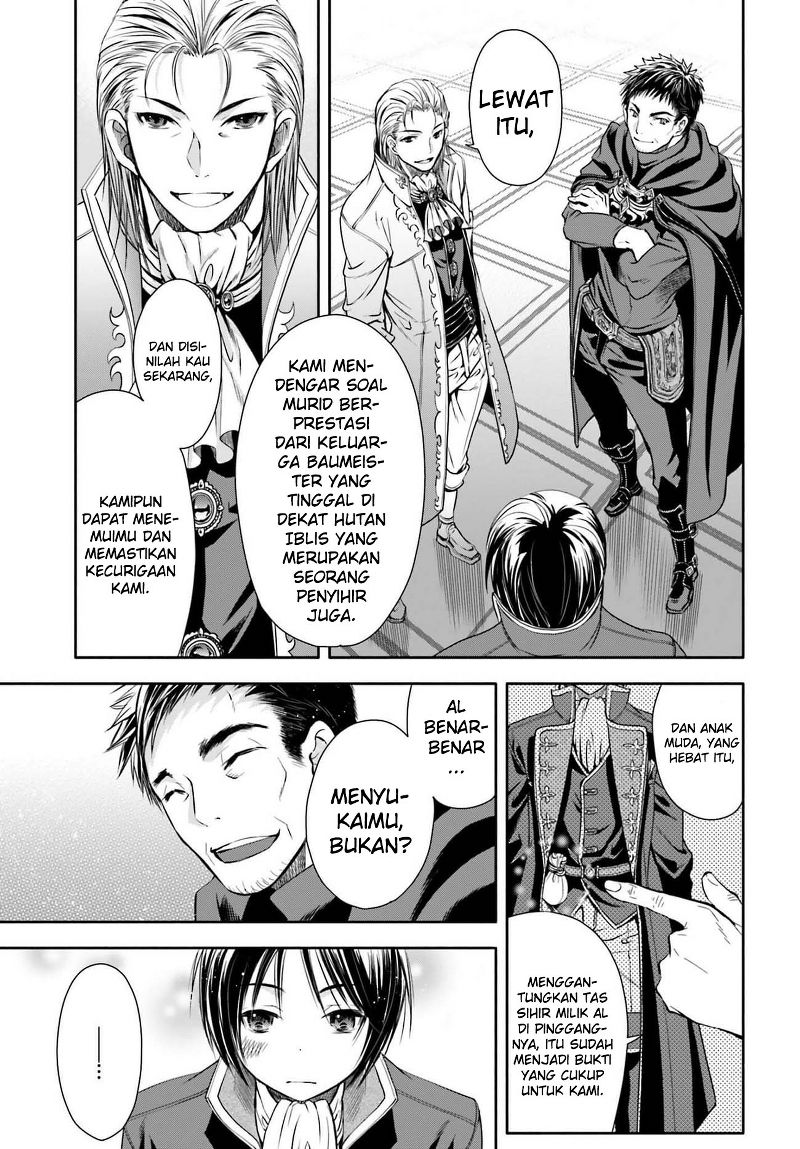 LEWAT
ITU,
KAMI MEN-
DENGAR SOAL
MURID BER-
PRESTASI
DARI KELUAR-
GA BAUMEIS-
TER YANG
TINGGAL DI
DEKAT HUTAN
IBLIS YANG
MERUPAKAN
SEORANG
PENYIHIR
JUGA.
DAN DISI-
NILAH KAU
SEKARANG,
KAMIPUN
DAPAT MENE-
MUIMU DAN
MEMASTIKAN
KECURIGAAN
KAMI.
DAN ANAK
MUDA, YANG
HEBAT ITU,
MENGGAN-
TUNGKAN TAS
SIHIR MILIK AL
DI PINGGANG-
NYA, ITU SUDAH
MENJADI BUKTI
YANG CUKUP
UNTUK KAMI.
AL
BENAR-
BENAR
...
MENYU-
KAIMU,
BUKAN?
......